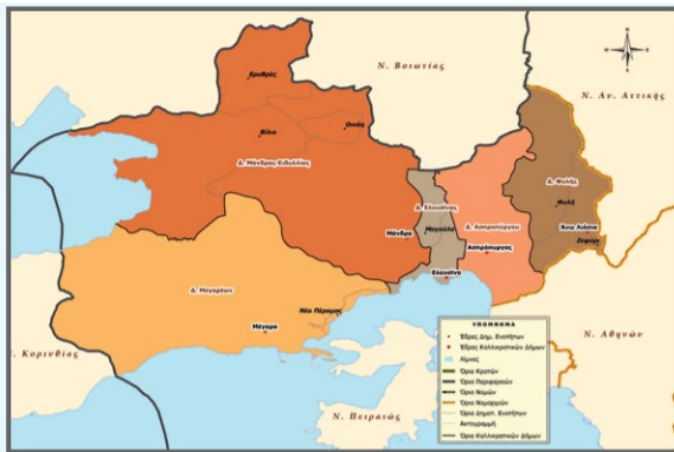 Ν. Βοιωτίας
Ν. Αν. Αττικής
Ερυθρές
Οινόη
Βίλια
Δ. Μάνδρας-Ειδυλλίας
Δ. Φυλής
Φυλή
Άνω Λιόσια
Ζεφύρι
Δ. Ελευσίνας
Μαγούλα
Μάνδρα
Δ. Ασπροπύργου
Ασπρόπυργος
Ελευσίνα
Δ. Μεγαρέων
Νέα Πέραμος
Μέγαρα
Ν. Αθηνών
Ν. Πειραιώς
. Κορινθίας
ΥΠΟΜΝΗΜΑ
Έδρες Δημ. Ενοτήτων
Έδρες Καλλικρατικών Δήμων
Λίμνες
Όρια Κρατών
Όρια Περιφερειών
Όρια Νομών
Όρια Νομαρχιών
Όρια Δημοτ. Ενοτήτων
Ακτογραμμή
Όρια Καλλικρατικών Δήμων